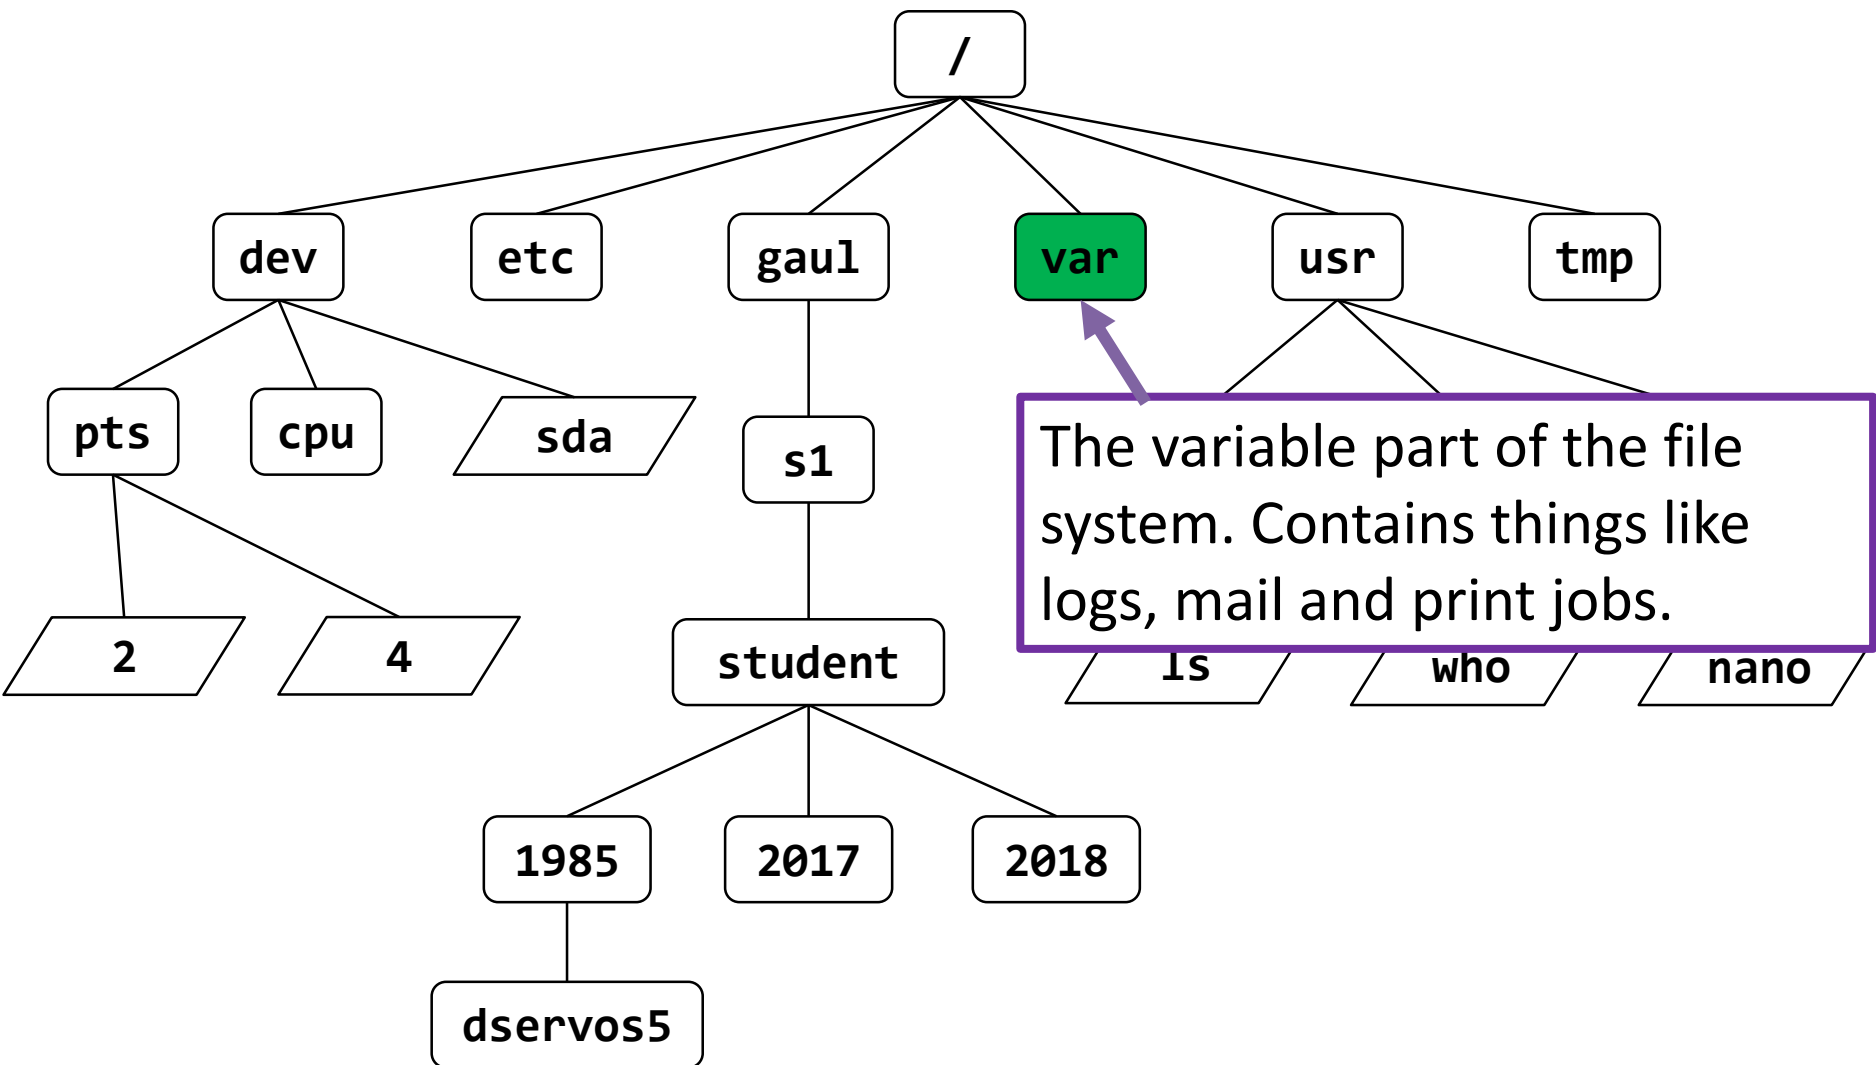 /
dev
etc
gaul
var
usr
tmp
pts
cpu
sda
s1
The variable part of the file
system. Contains things like
logs, mail and print jobs.
2
4
student
ls
who
nano
1985
2017
2018
dservos5